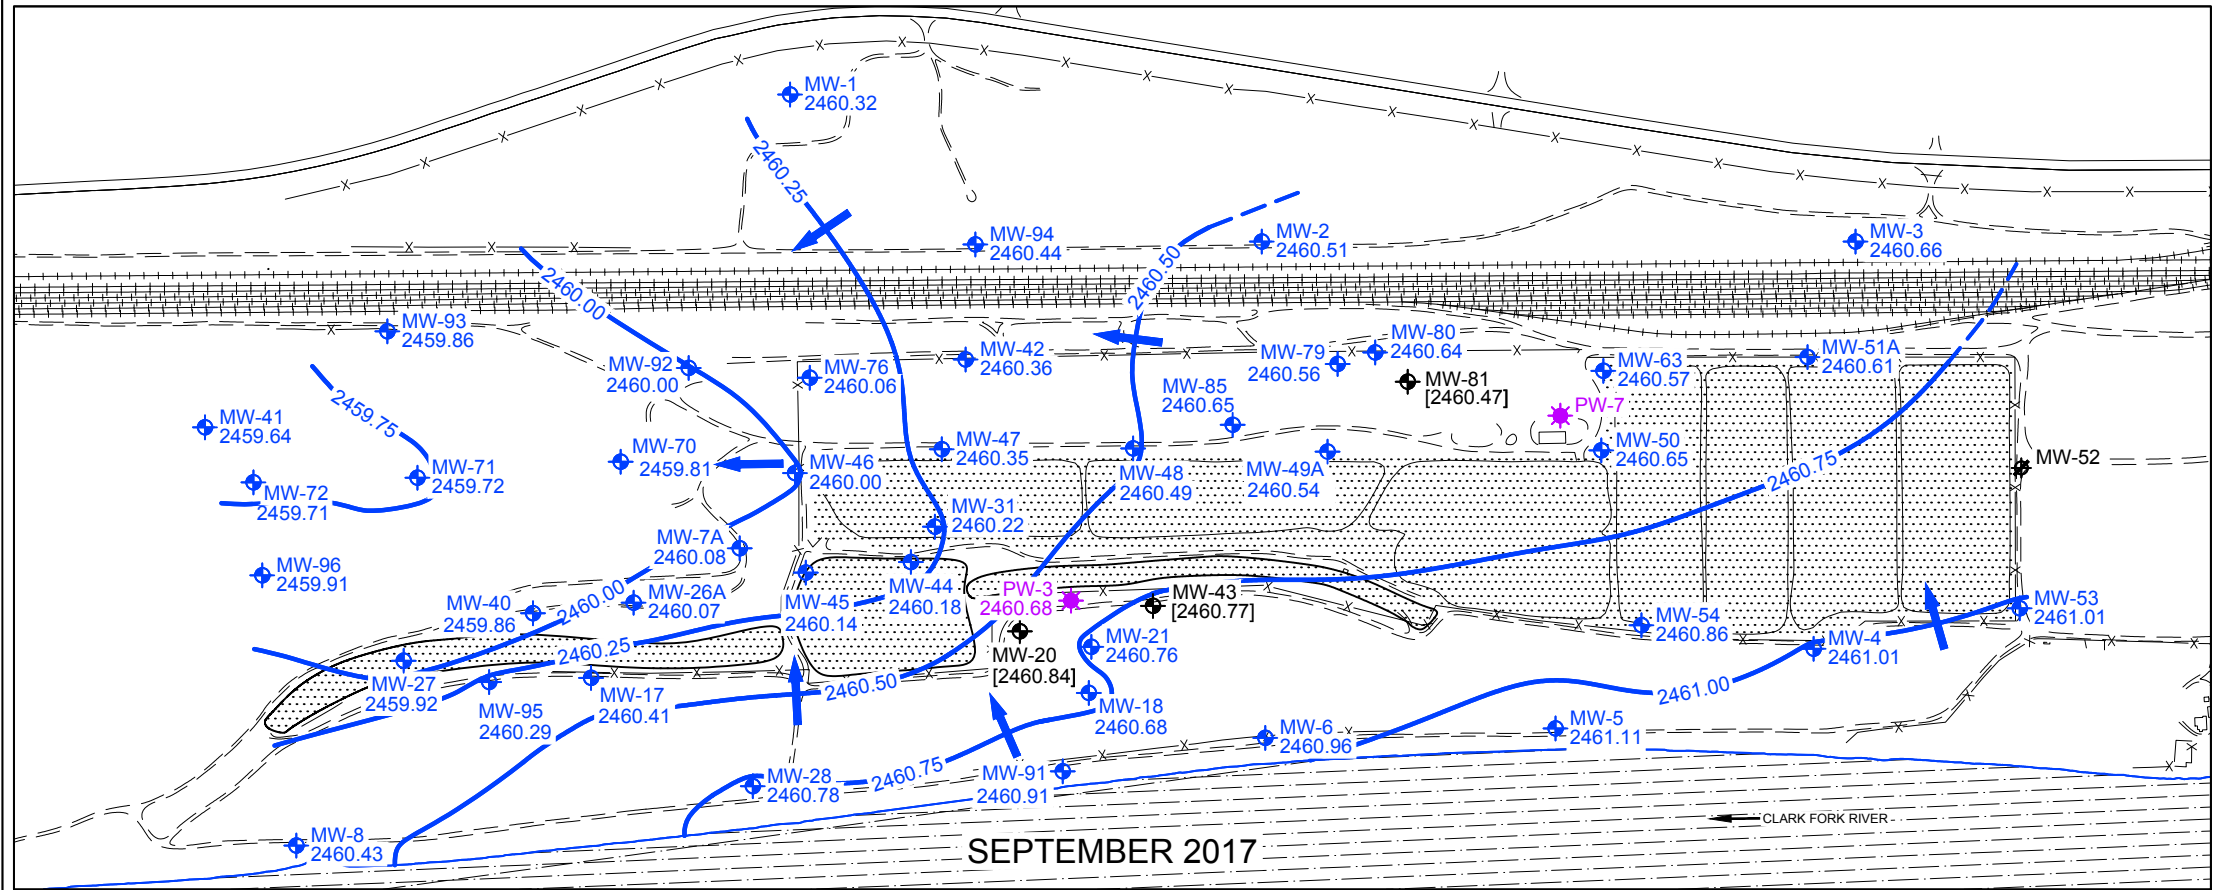 MW-1
2460.32
2460.25
MW-94
2460.44
MW-2
2460.51
MW-3
2460.66
2460.50
2460.00
MW-93
2459.86
MW-92
2460.00
MW-76
2460.06
MW-42
2460.36
MW-79
2460.56
MW-80
2460.64
MW-81
[2460.47]
MW-63
2460.57
MW-51A
2460.61
MW-85
2460.65
PW-7
2459.75
MW-41
2459.64
MW-70
2459.81
MW-46
2460.00
MW-47
2460.35
MW-48
2460.49
MW-49A
2460.54
MW-50
2460.65
2460.75
MW-52
MW-71
2459.72
MW-72
2459.71
MW-31
2460.22
MW-7A
2460.08
MW-96
2459.91
MW-40
2459.86
2460.00
MW-26A
2460.07
MW-45
2460.14
MW-44
2460.18
PW-3
2460.68
MW-43
[2460.77]
MW-54
2460.86
MW-53
2461.01
MW-4
2461.01
MW-21
2460.76
MW-20
[2460.84]
2460.25
MW-27
2459.92
MW-95
2460.29
MW-17
2460.41
2460.50
MW-18
2460.68
2461.00
MW-6
2460.96
MW-5
2461.11
MW-28
2460.78
2460.75
MW-91
2460.91
MW-8
2460.43
CLARK FORK RIVER
SEPTEMBER 2017